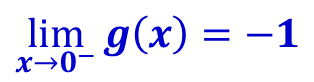 lim g(x) = −1
x→0⁻